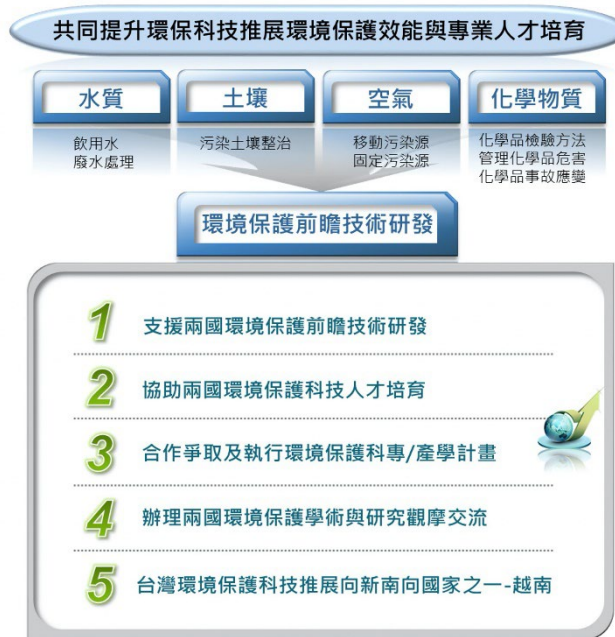 共同提升環保科技推展環境保護效能與專業人才培育
水質
土壤
空氣
化學物質
飲用水
廢水處理
污染土壤整治
移動污染源
固定污染源
化學品檢驗方法
管理化學品危害
化學品事故應變
環境保護前瞻技術研發
1 支援兩國環境保護前瞻技術研發
2 協助兩國環境保護科技人才培育
3 合作爭取及執行環境保護科專/產學計畫
4 辦理兩國環境保護學術與研究觀摩交流
5 台灣環境保護科技推展向新南向國家之一-越南